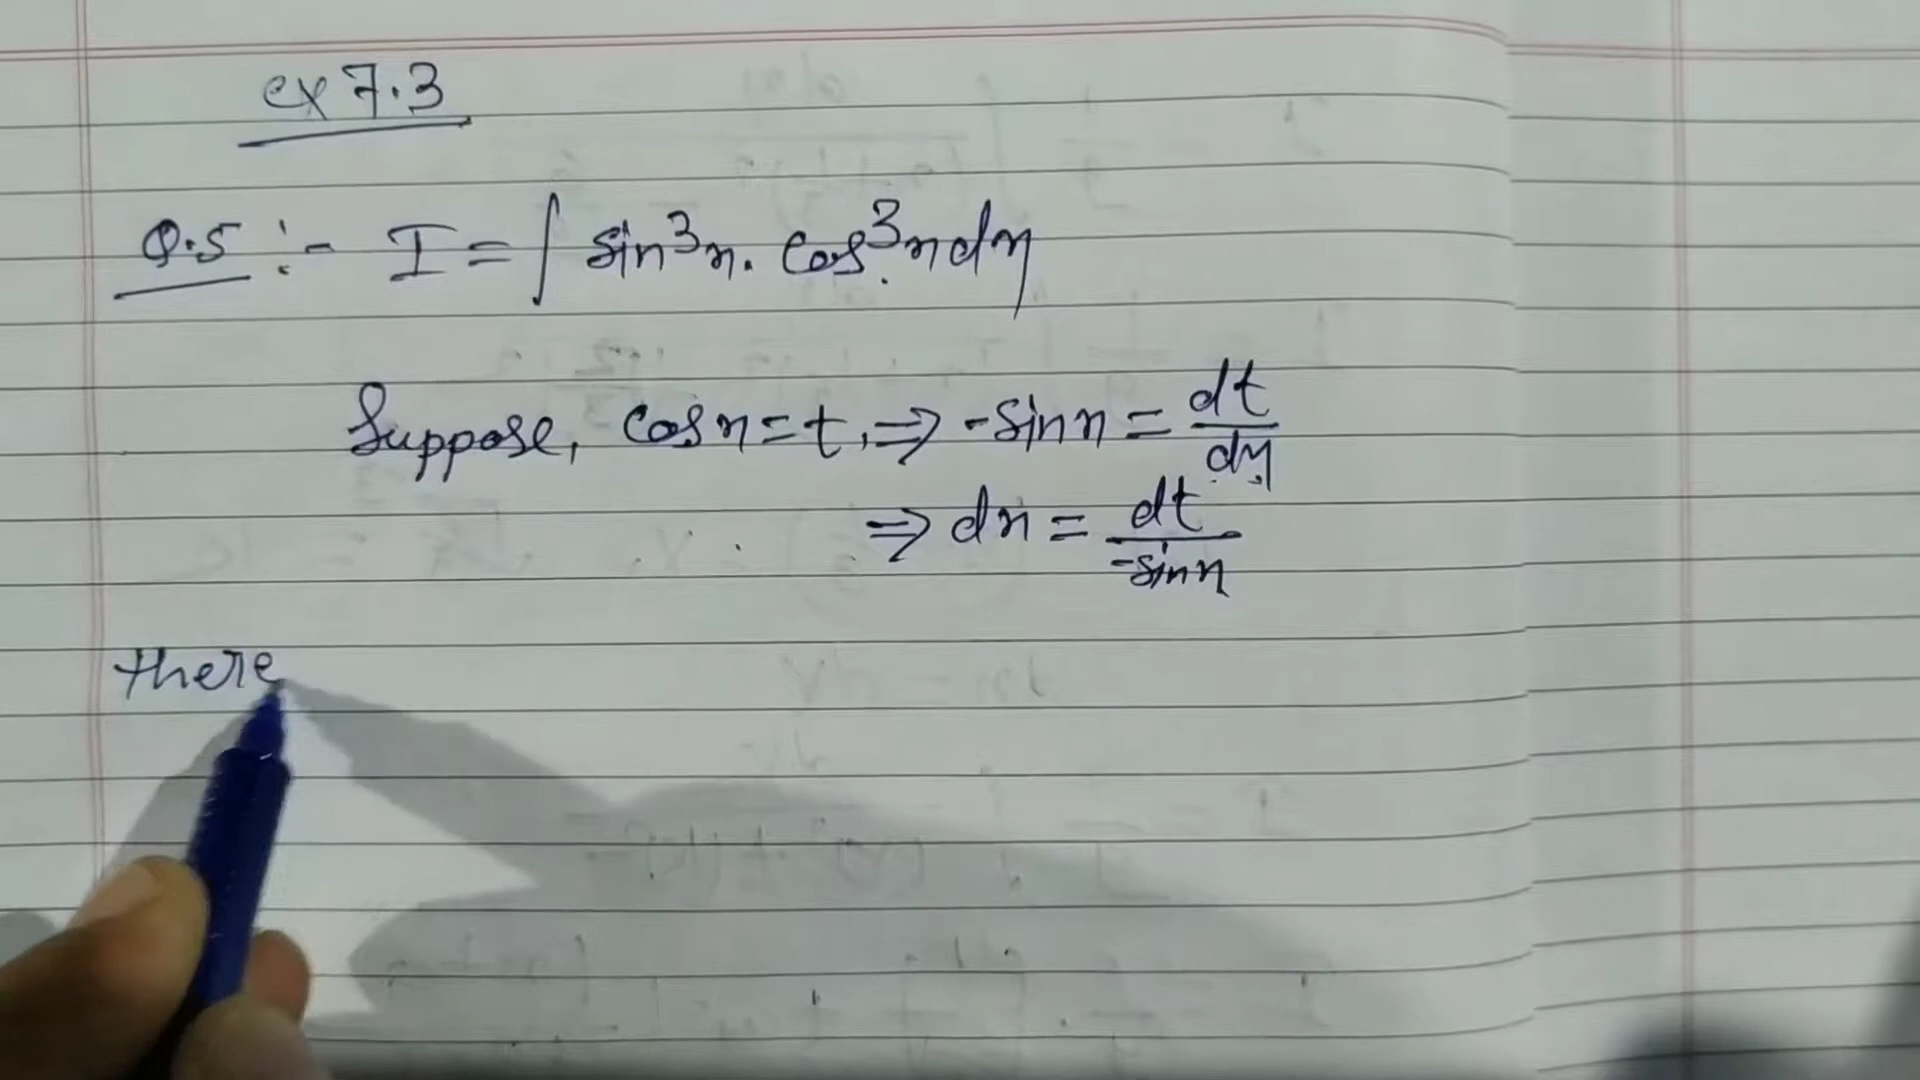 ex 7.3
Q.5 :- I = ∫ sin³x. cos³x dx
Suppose, cos x = t, ⇒ -sin x = dt/dx
⇒ dx = dt/-sin x
there